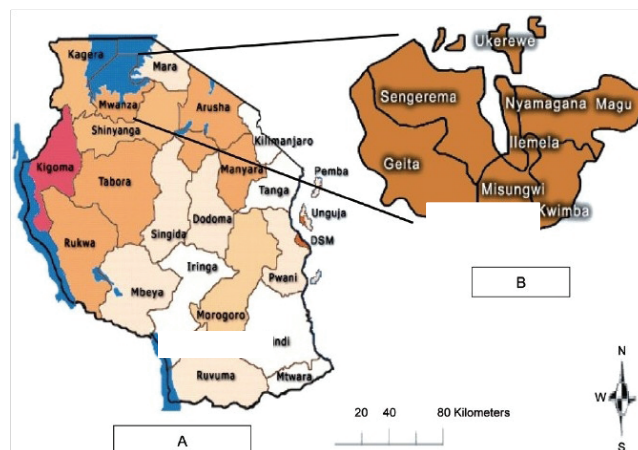 Kagera
Mara
Mwanza
Arusha
Shinyanga
Kilimanjaro
Kigoma
Tabora
Manyara
Pemba
Tanga
Singida
Dodoma
Unguja
Rukwa
DSM
Iringa
Pwani
Mbeya
Morogoro
indi
Ruvuma
Mtwara
A
Ukerewe
Sengerema
Nyamagana
Magu
Ilemela
Geita
Misungwi
Kwimba
B
20 40 80 Kilometers
N
W
S